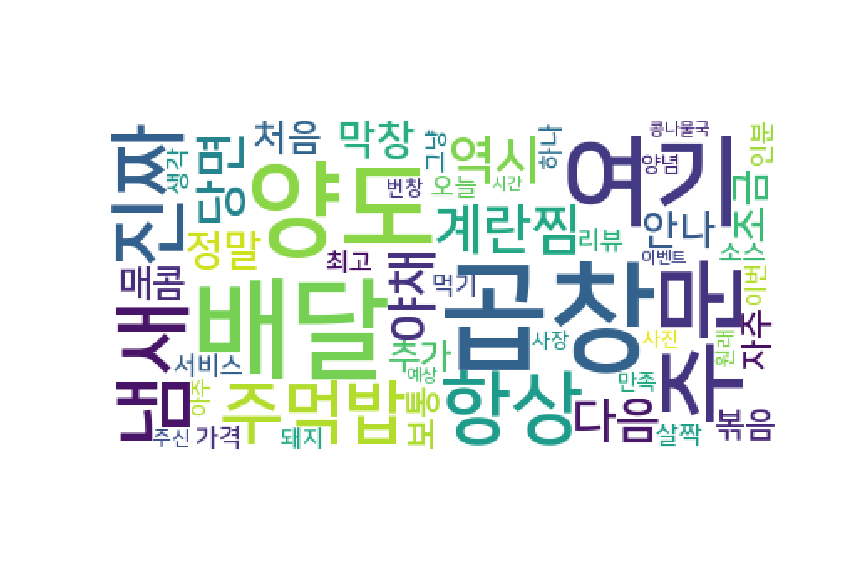 진짜
생각
당면
처음
막창
그냥
역시
하나
여기
콩나물국
양념
인분
조금
양도
번창
오늘
시간
계란찜
리뷰
안나
소스
정말
최고
야채
먹기
곱창
이벤트
주문
이번
매콤
냄새
배달
서비스
추가
예상
사장
사진
원래
자주
아주
주먹밥
보통
항상
만족
다음
볶음
주신
가격
돼지
살짝